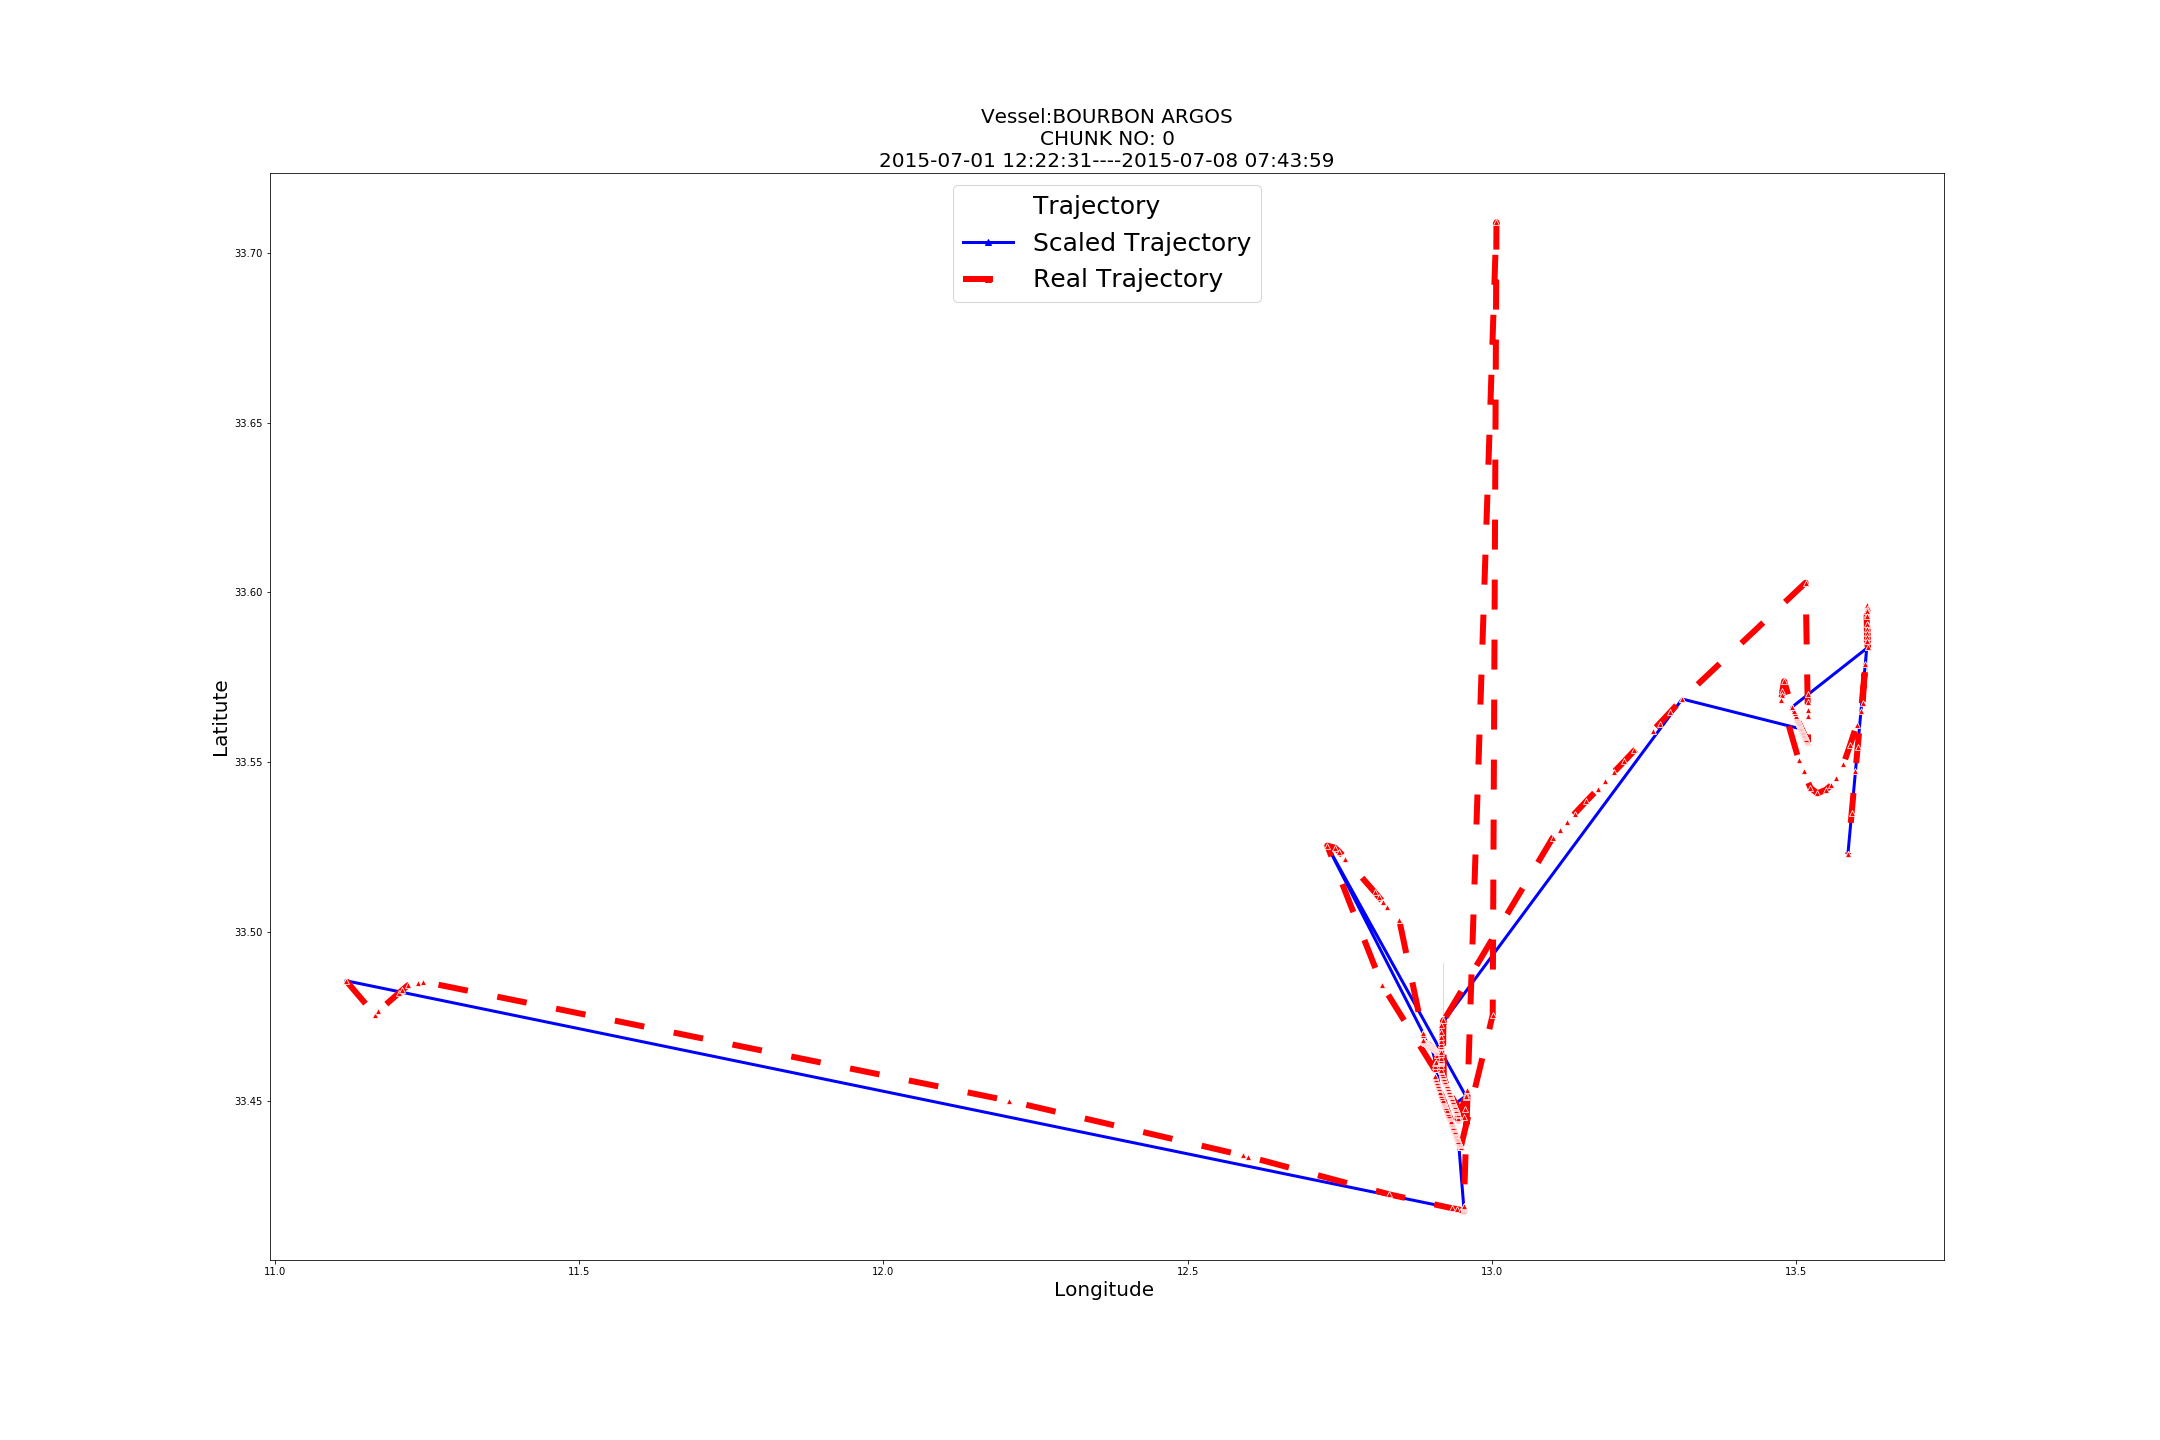 Vessel:BOURBON ARGOS
CHUNK NO: 0
2015-07-01 12:22:31----2015-07-08 07:43:59
Trajectory
Scaled Trajectory
Real Trajectory
33.70
33.65
33.60
33.55
33.50
33.45
Latitute
11.0 11.5 12.0 12.5 13.0 13.5
Longitude